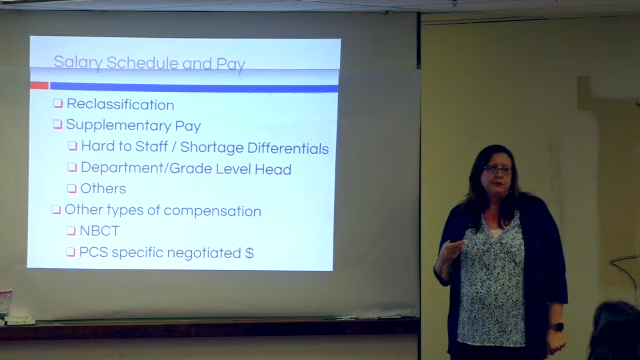 Salary Schedule and Pay
Reclassification
Supplementary Pay
Hard to Staff / Shortage Differentials
Department/Grade Level Head
Others
Other types of compensation
NBCT
PCS specific negotiated $